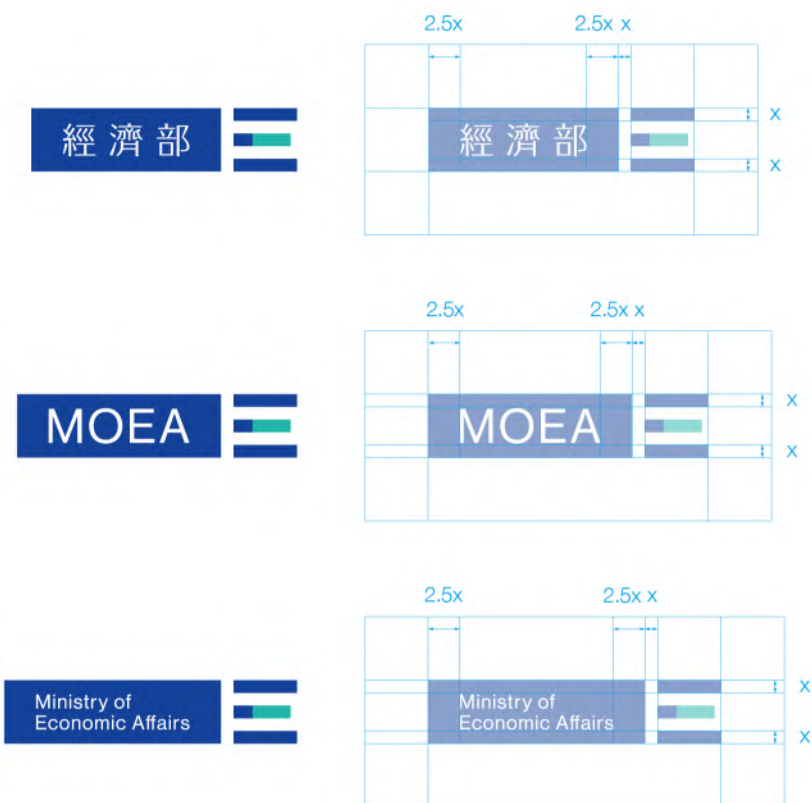 2.5x 2.5x x
經濟部 經濟部 x
x
2.5x 2.5x x
MOEA MOEA x
x
2.5x 2.5x x
Ministry of
Economic Affairs
Ministry of
Economic Affairs
x
x